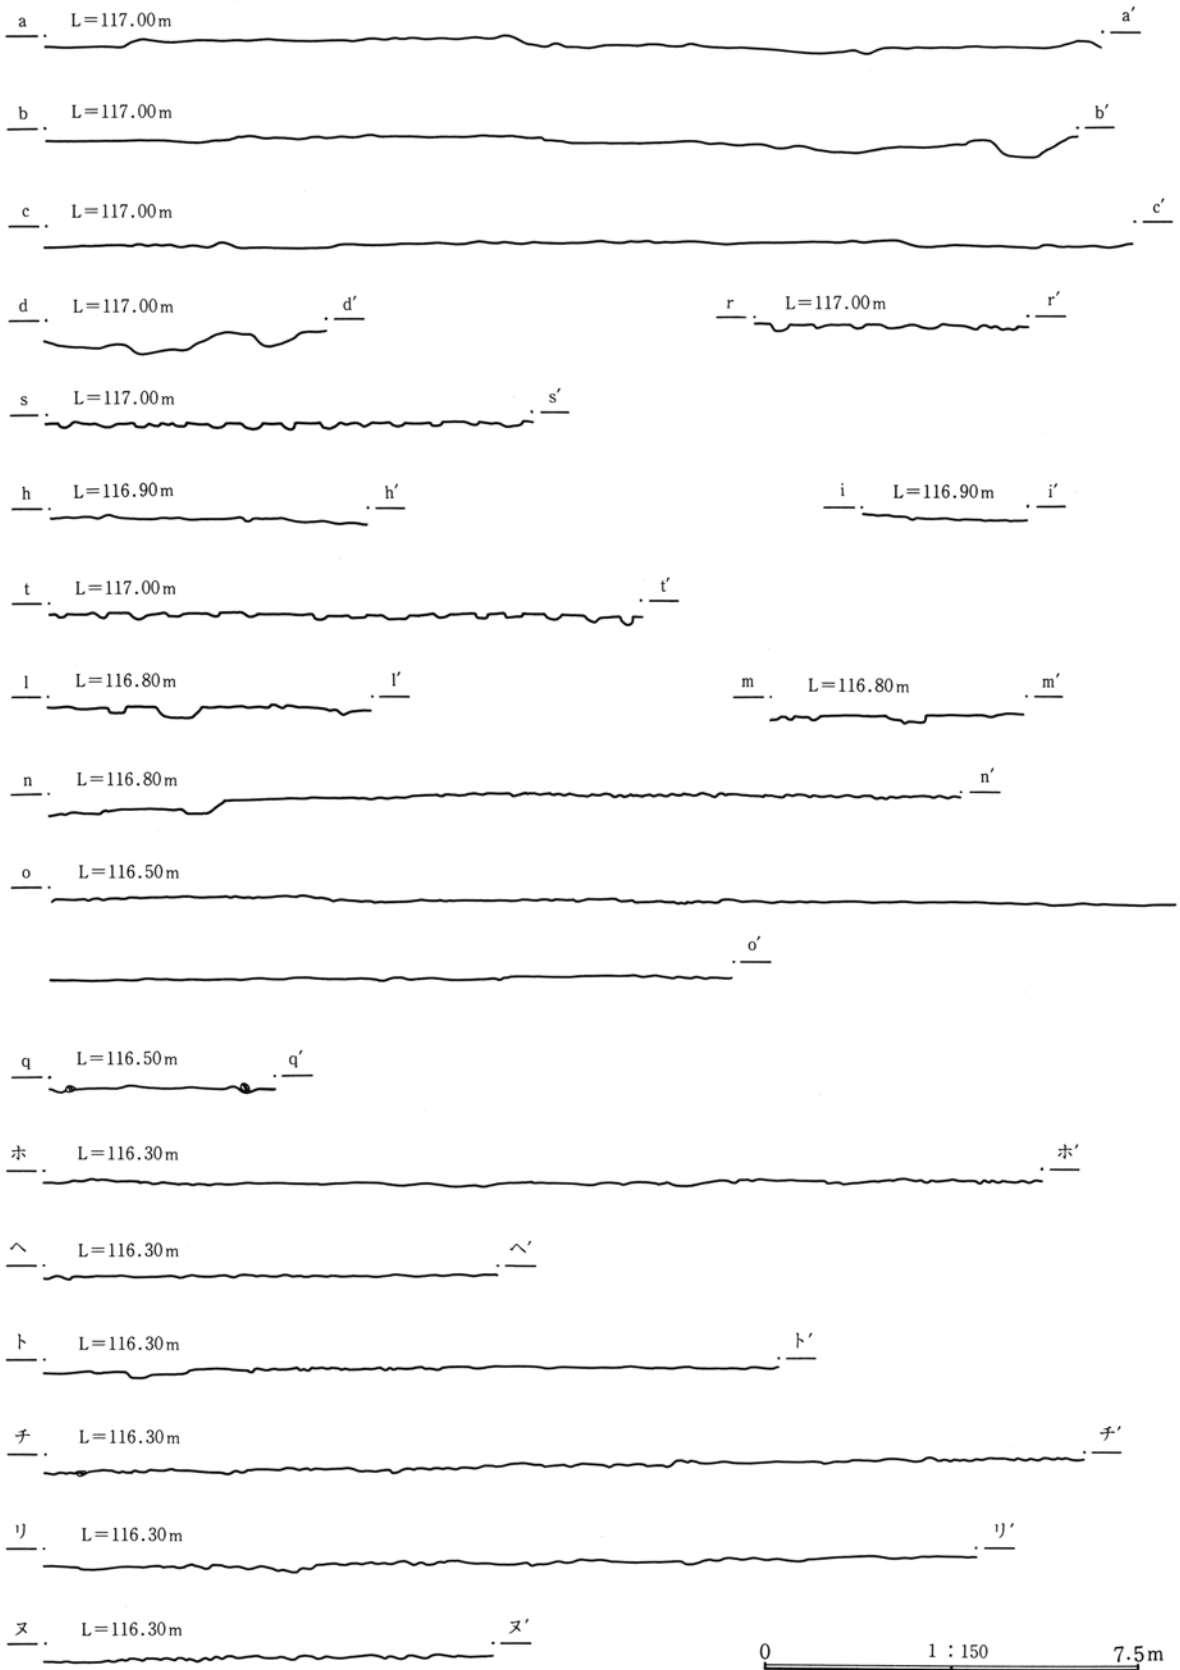 a L=117.00m a′
b L=117.00m b′
c L=117.00m c′
d L=117.00m d′ r L=117.00m r′
s L=117.00m s′
h L=116.90m h′ i L=116.90m i′
t L=117.00m t′
l L=116.80m l′ m L=116.80m m′
n L=116.80m n′
o L=116.50m
o′
q L=116.50m q′
ホ L=116.30m ホ′
ヘ L=116.30m ヘ′
ト L=116.30m ト′
チ L=116.30m チ′
リ L=116.30m リ′
ヌ L=116.30m ヌ′
0 1:150 7.5m